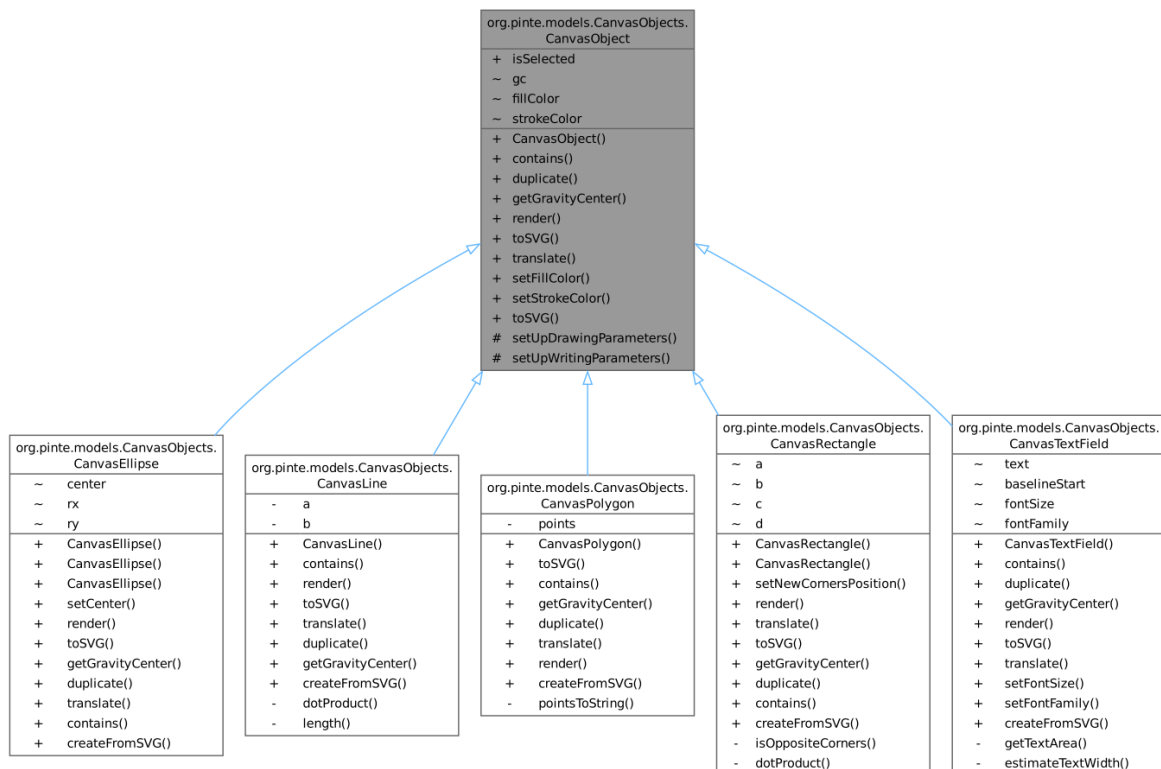 org.pinte.models.CanvasObjects.
CanvasObject
+ isSelected
~ gc
~ fillColor
~ strokeColor
+ CanvasObject()
+ contains()
+ duplicate()
+ getGravityCenter()
+ render()
+ toSVG()
+ translate()
+ setFillColor()
+ setStrokeColor()
+ toSVG()
# setUpDrawingParameters()
# setUpWritingParameters()
org.pinte.models.CanvasObjects.
CanvasEllipse
~ center
~ rx
~ ry
+ CanvasEllipse()
+ CanvasEllipse()
+ CanvasEllipse()
+ setCenter()
+ render()
+ toSVG()
+ getGravityCenter()
+ duplicate()
+ translate()
+ contains()
+ createFromSVG()
org.pinte.models.CanvasObjects.
CanvasLine
- a
- b
+ CanvasLine()
+ contains()
+ render()
+ toSVG()
+ translate()
+ duplicate()
+ getGravityCenter()
+ createFromSVG()
- dotProduct()
- length()
org.pinte.models.CanvasObjects.
CanvasPolygon
- points
+ CanvasPolygon()
+ toSVG()
+ contains()
+ getGravityCenter()
+ duplicate()
+ translate()
+ render()
+ createFromSVG()
- pointsToString()
org.pinte.models.CanvasObjects.
CanvasRectangle
~ a
~ b
~ c
~ d
+ CanvasRectangle()
+ CanvasRectangle()
+ setNewCornersPosition()
+ render()
+ translate()
+ toSVG()
+ getGravityCenter()
+ duplicate()
+ contains()
+ createFromSVG()
- isOppositeCorners()
- dotProduct()
org.pinte.models.CanvasObjects.
CanvasTextField
~ text
~ baselineStart
~ fontSize
~ fontFamily
+ CanvasTextField()
+ contains()
+ duplicate()
+ getGravityCenter()
+ render()
+ toSVG()
+ translate()
+ setFontSize()
+ setFontFamily()
+ createFromSVG()
- getTextArea()
- estimateTextWidth()